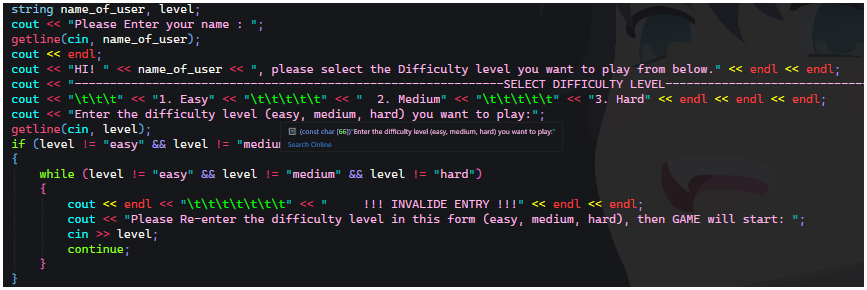 string name_of_user, level;
cout << "Please Enter your name : ";
getline(cin, name_of_user);
cout << endl;
cout << "HI! " << name_of_user << ", please select the Difficulty level you want to play from below." << endl << endl;
cout << "----------------------------------------------------------------SELECT DIFFICULTY LEVEL------------------------------
cout << "\t\t\t" << "1. Easy" << "\t\t\t\t\t" << "  2. Medium" << "\t\t\t\t\t" << "3. Hard" << endl << endl << endl;
cout << "Enter the difficulty level (easy, medium, hard) you want to play:";
getline(cin, level);
(const char [66])"Enter the difficulty level (easy, medium, hard) you want to play:"
Search Online
if (level != "easy" && level != "mediu
{
    while (level != "easy" && level != "medium" && level != "hard")
    {
        cout << endl << "\t\t\t\t\t\t\t" << "     !!! INVALIDE ENTRY !!!" << endl << endl;
        cout << "Please Re-enter the difficulty level in this form (easy, medium, hard), then GAME will start: ";
        cin >> level;
        continue;
    }
}